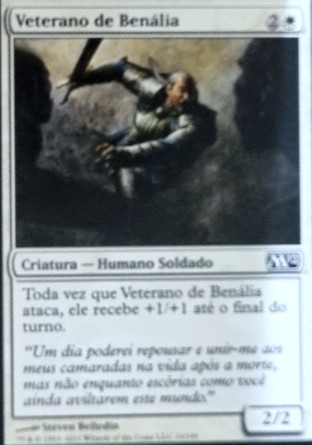 Veterano de Benália 2
Criatura — Humano Soldado
Toda vez que Veterano de Benália
ataca, ele recebe +1/+1 até o final do
turno.
"Um dia poderei repousar e unir-me aos
meus camaradas na vida após a morte,
mas não enquanto escórias como você
ainda aviltarem este mundo."
Steven Belledin
2/2